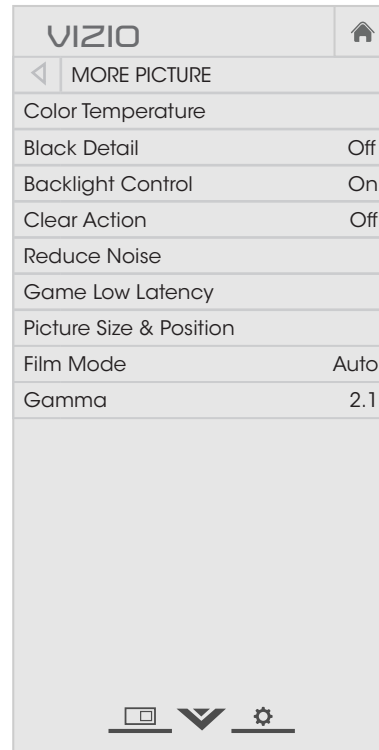 VIZIO
MORE PICTURE
Color Temperature
Black Detail Off
Backlight Control On
Clear Action Off
Reduce Noise
Game Low Latency
Picture Size & Position
Film Mode Auto
Gamma 2.1